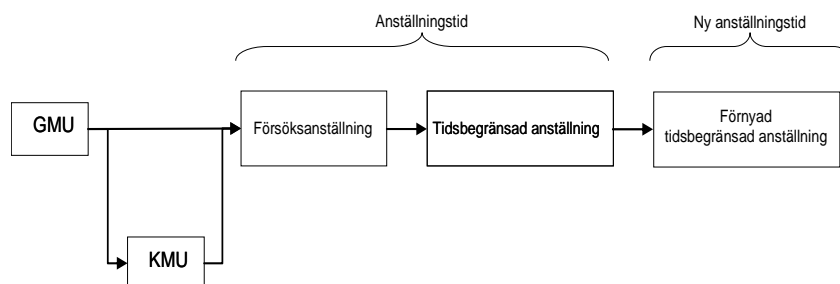 Anställningstid
Ny anställningstid
GMU
Försöksanställning
Tidsbegränsad anställning
Förnyad
tidsbegränsad anställning
KMU